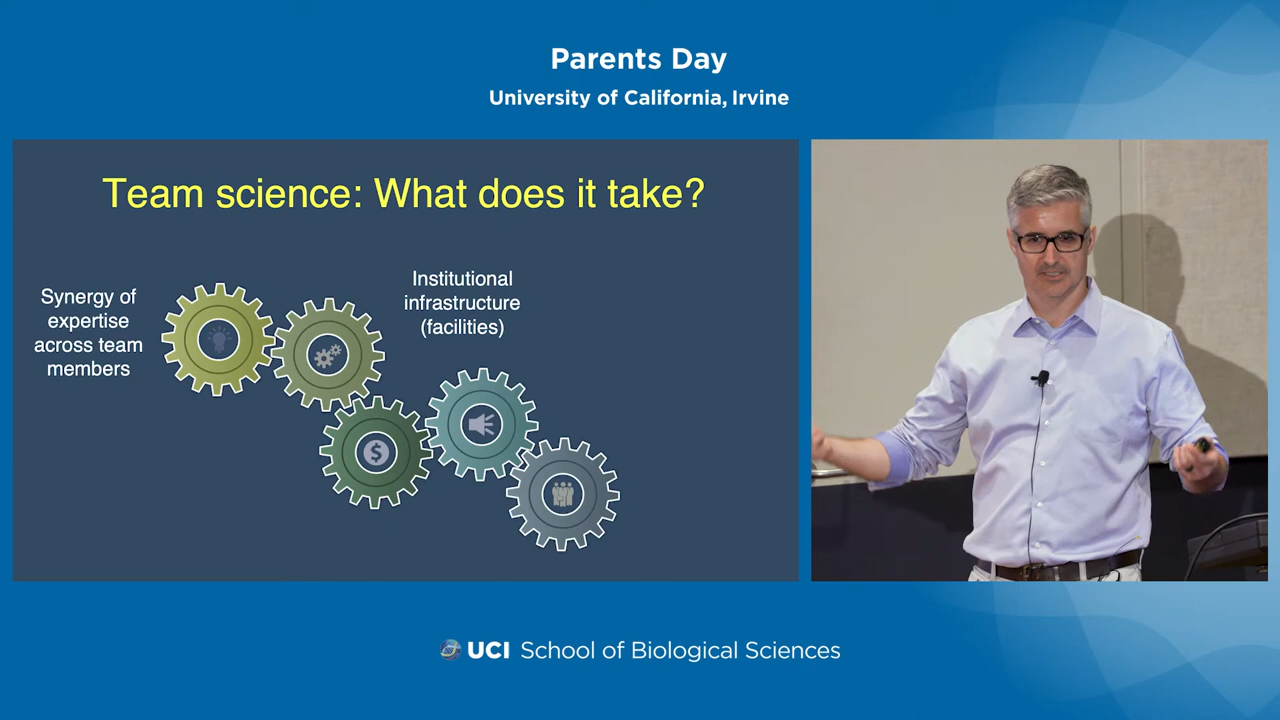 Parents Day
University of California, Irvine
Team science: What does it take?
Synergy of
expertise
across team
members
Institutional
infrastructure
(facilities)
$
UCI School of Biological Sciences